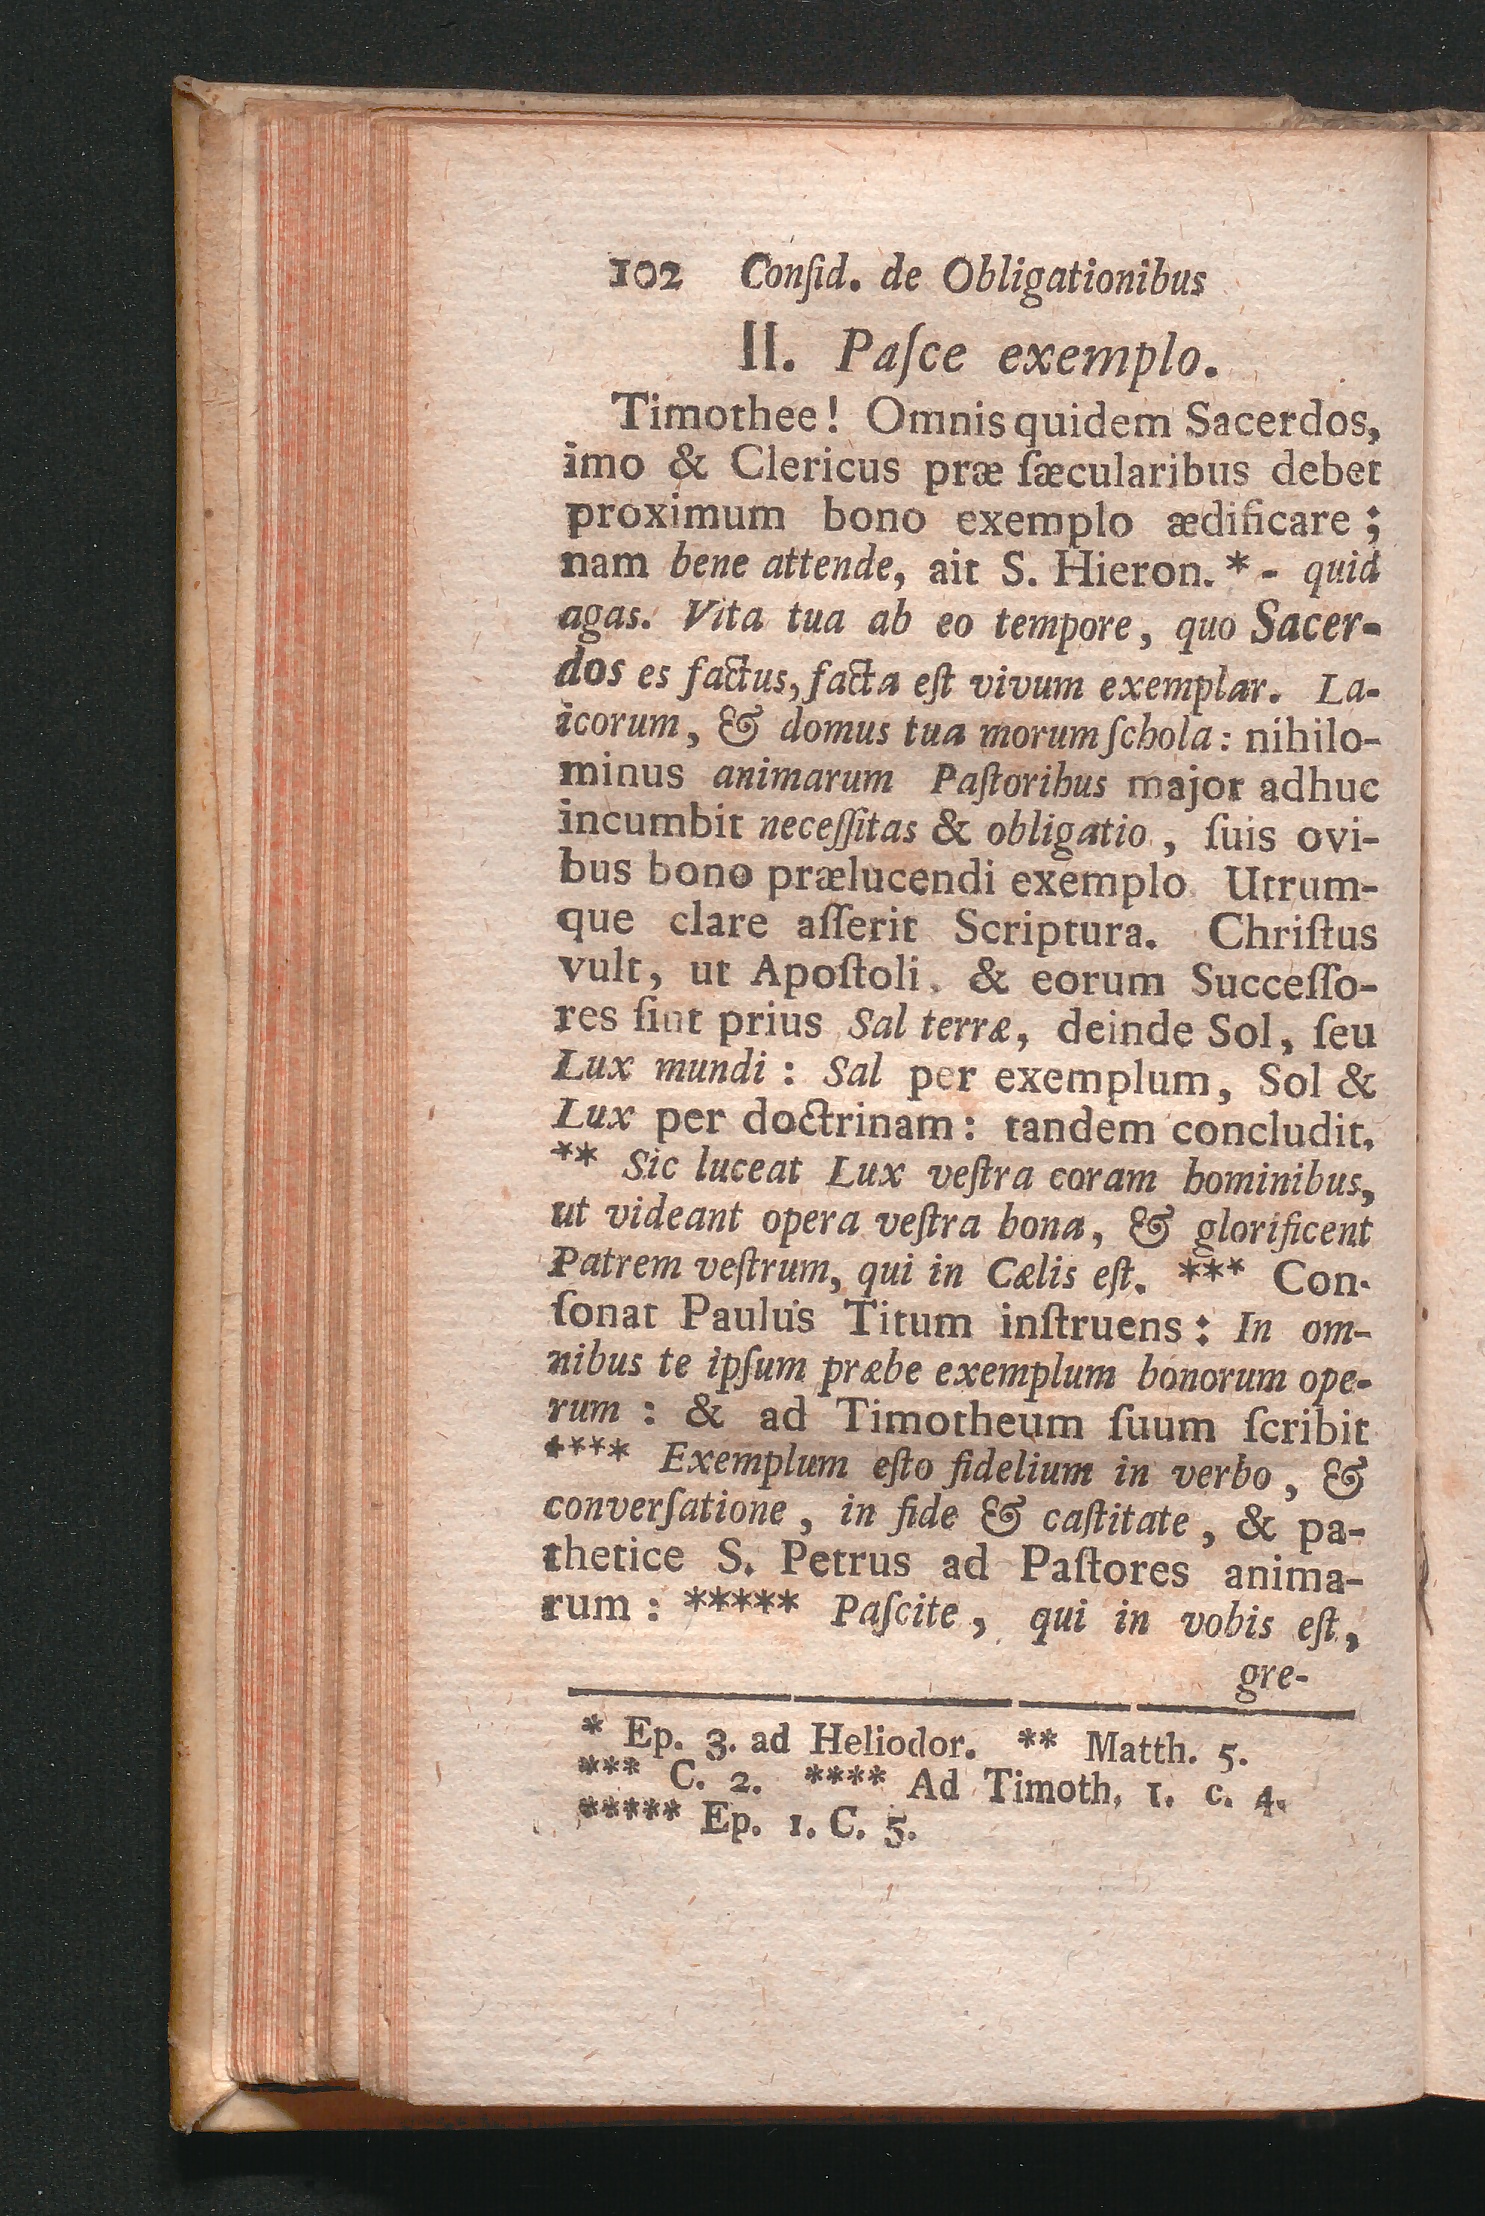 102 Conſid. de Obligationibus
II. Paſce exemplo.
Timothee! Omnis quidem Sacerdos,
imo & Clericus præ ſæcularibus debet
proximum bono exemplo ædificare;
nam bene attende, ait S. Hieron. * - quid
agas. Vita tua ab eo tempore, quo Sacer-
dos es factus, facta eſt vivum exemplar. La-
icorum, & domus tua morum ſchola: nihilo-
minus animarum Paſtoribus major adhuc
incumbit neceſſitas & obligatio, ſuis ovi-
bus bono prælucendi exemplo. Utrum-
que clare aſſerit Scriptura. Chriſtus
vult, ut Apoſtoli, & eorum Succeſſo-
res ſint prius Sal terræ, deinde Sol, ſeu
Lux mundi: Sal per exemplum, Sol &
Lux per doctrinam: tandem concludit.
** Sic luceat Lux veſtra coram hominibus,
ut videant opera veſtra bona, & glorificent
Patrem veſtrum, qui in Cælis eſt. *** Con-
ſonat Paulus Titum inſtruens: In om-
nibus te ipſum præbe exemplum bonorum ope-
rum: & ad Timotheum ſuum ſcribit
**** Exemplum eſto fidelium in verbo, &
converſatione, in fide & caſtitate, & pa-
thetice S. Petrus ad Paſtores anima-
rum: ***** Paſcite, qui in vobis eſt,
gre-
* Ep. 3. ad Heliodor. ** Matth. 5.
*** C. 2. **** Ad Timoth. 1. c. 4.
***** Ep. 1. C. 5.